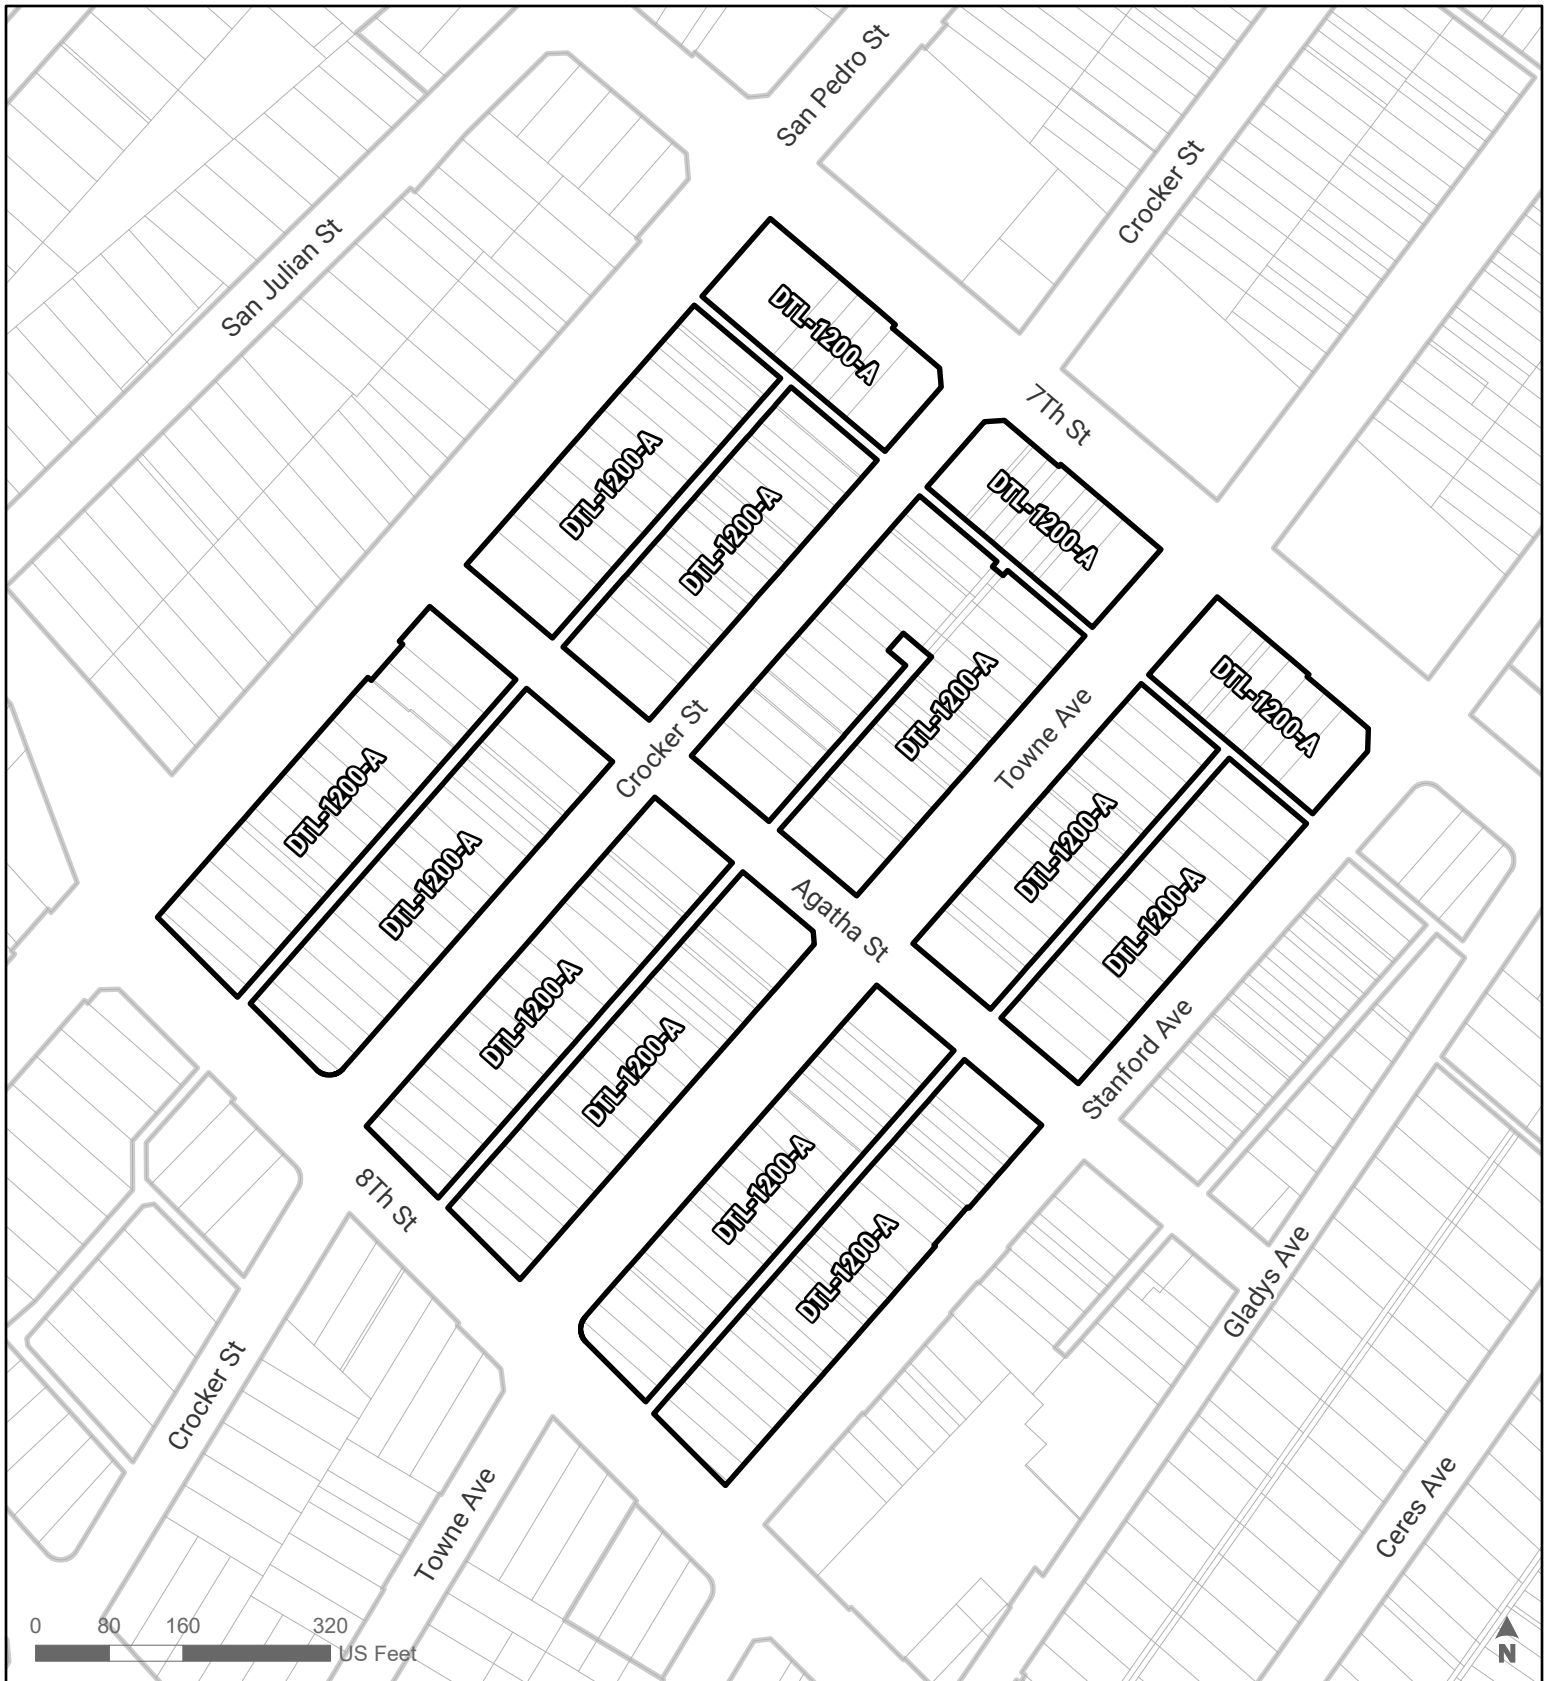 San Pedro St
Crocker St
San Julian St
DTL-1200-A
7Th St
DTL-1200-A
DTL-1200-A
DTL-1200-A
DTL-1200-A
DTL-1200-A
DTL-1200-A
Towne Ave
Crocker St
DTL-1200-A
DTL-1200-A
DTL-1200-A
DTL-1200-A
Agatha St
DTL-1200-A
DTL-1200-A
Stanford Ave
DTL-1200-A
8Th St
DTL-1200-A
DTL-1200-A
Gladys Ave
Crocker St
Towne Ave
Ceres Ave
0 80 160 320
US Feet
N